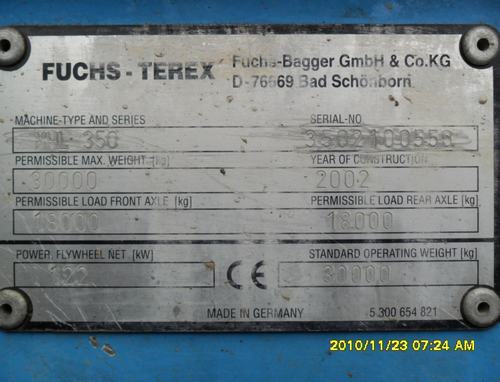 FUCHS - TEREX
Fuchs-Bagger GmbH & Co.KG
D-76669 Bad Schönborn
MACHINE-TYPE AND SERIES
SERIAL-NO
MHL 350
PERMISSIBLE MAX. WEIGHT [kg]
YEAR OF CONSTRUCTION
30000
2002
PERMISSIBLE LOAD FRONT AXLE [kg]
PERMISSIBLE LOAD REAR AXLE [kg]
18000
18000
POWER, FLYWHEEL NET [kW]
STANDARD OPERATING WEIGHT [kg]
122
CE
30000
MADE IN GERMANY
5 300 654 821
2010/11/23 07:24 AM